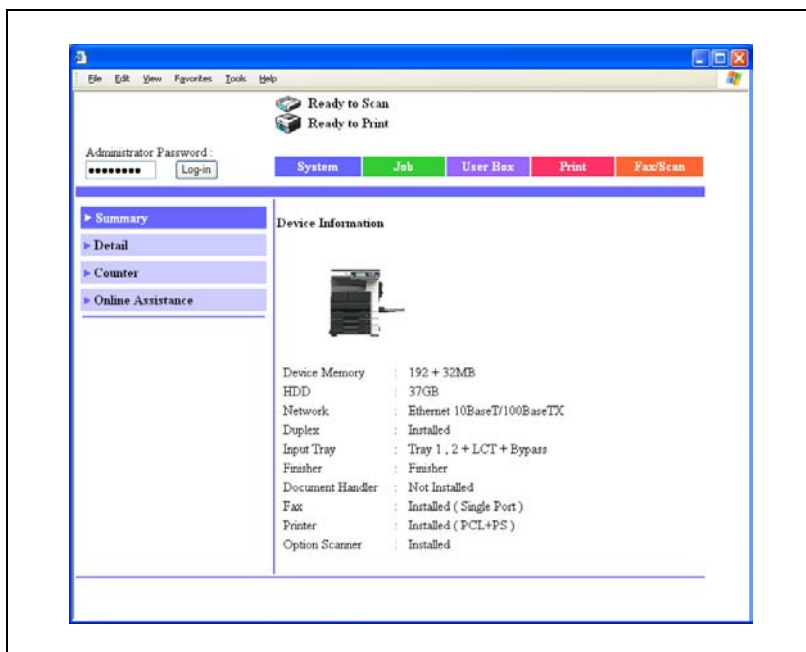 File Edit View Favorites Tools Help
Ready to Scan
Ready to Print
Administrator Password :
•••••••• Log-in
System Job User Box Print Fax/Scan
Summary
Detail
Counter
Online Assistance
Device Information
Device Memory : 192 + 32MB
HDD : 37GB
Network : Ethernet 10BaseT/100BaseTX
Duplex : Installed
Input Tray : Tray 1 , 2 + LCT + Bypass
Finisher : Finisher
Document Handler : Not Installed
Fax : Installed ( Single Port )
Printer : Installed ( PCL+PS )
Option Scanner : Installed